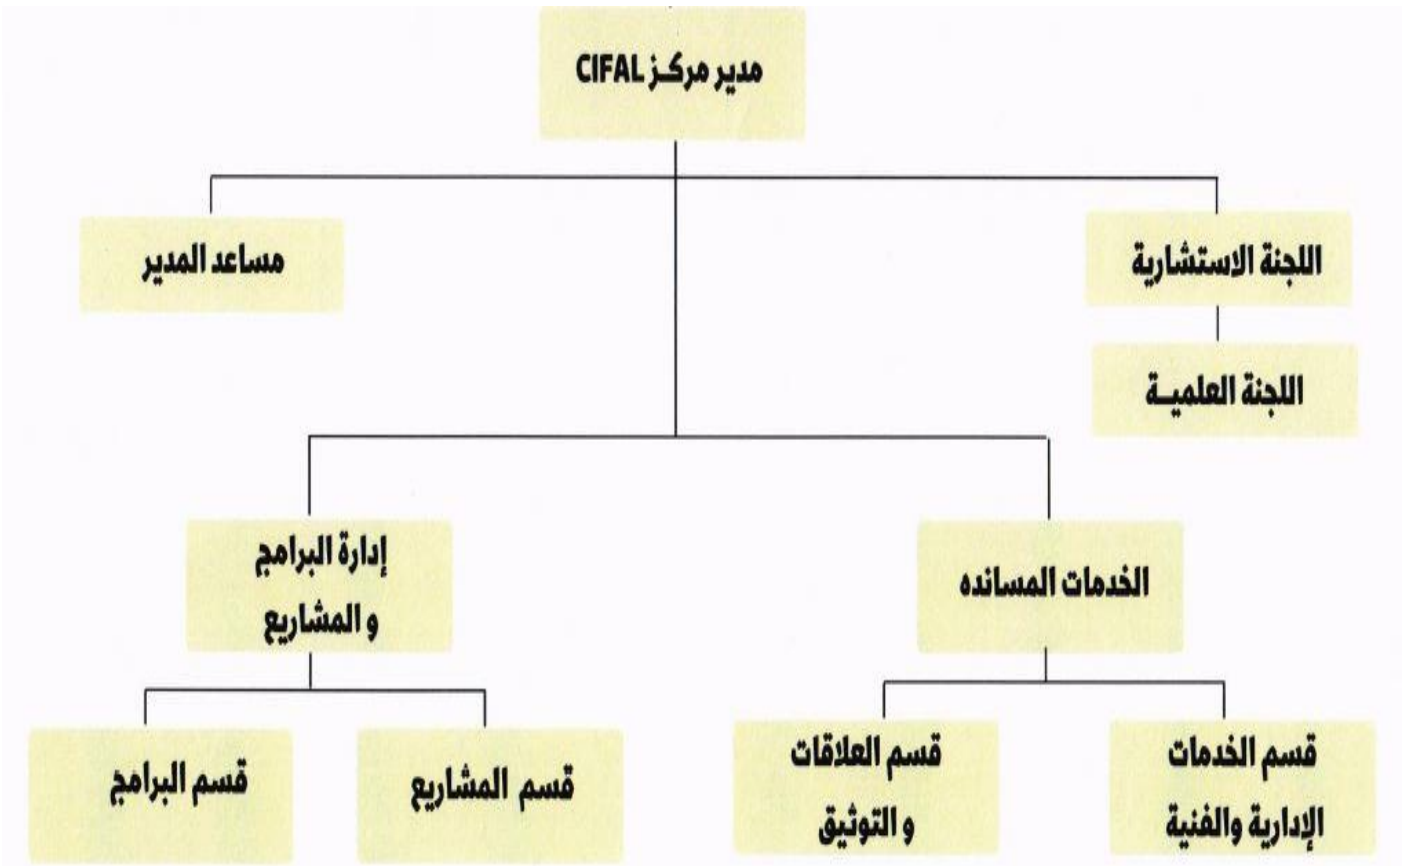 مدير مركز CIFAL
اللجنة الاستشارية
مساعد المدير
اللجنة العلمية
إدارة البرامج
و المشاريع
الخدمات المسانده
قسم الخدمات
الإدارية والفنية
قسم العلاقات
و التوثيق
قسم المشاريع
قسم البرامج